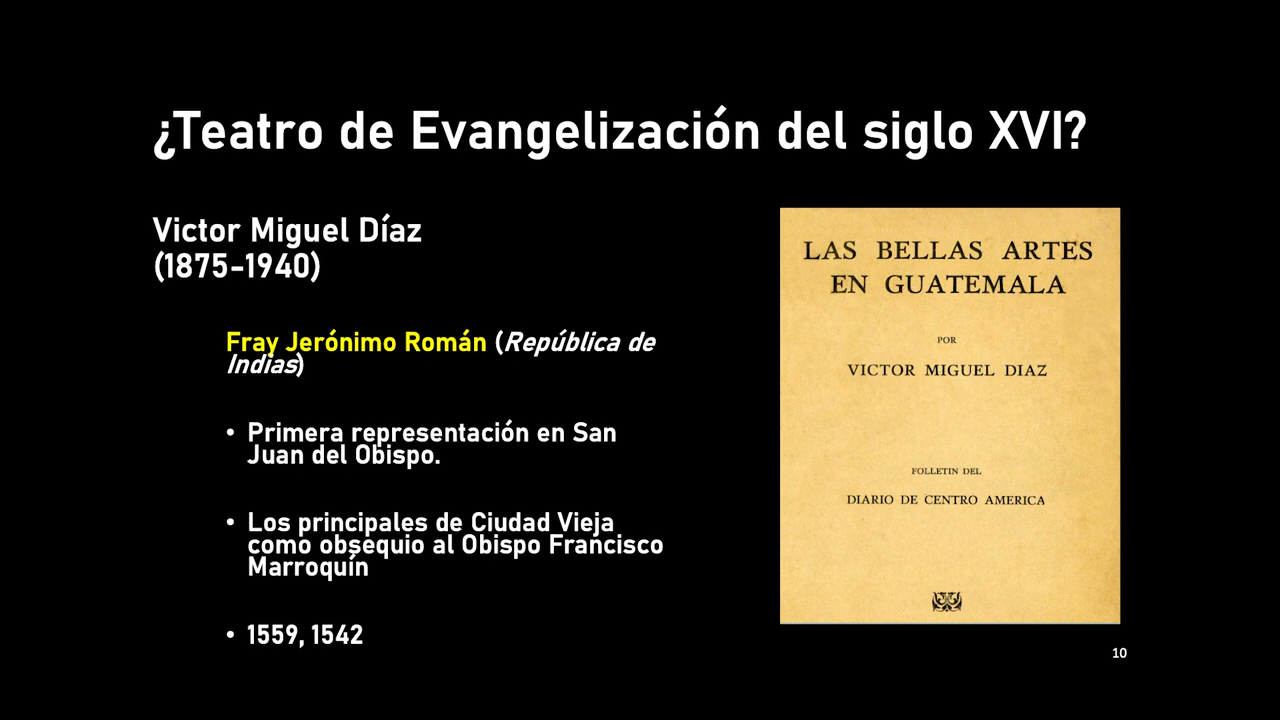 ¿Teatro de Evangelización del siglo XVI?
Victor Miguel Díaz
(1875-1940)
Fray Jerónimo Román (República de
Indias)
• Primera representación en San
Juan del Obispo.
• Los principales de Ciudad Vieja
como obsequio al Obispo Francisco
Marroquín
• 1559, 1542
LAS BELLAS ARTES
EN GUATEMALA
POR
VICTOR MIGUEL DIAZ
FOLLETIN DEL
DIARIO DE CENTRO AMERICA
10